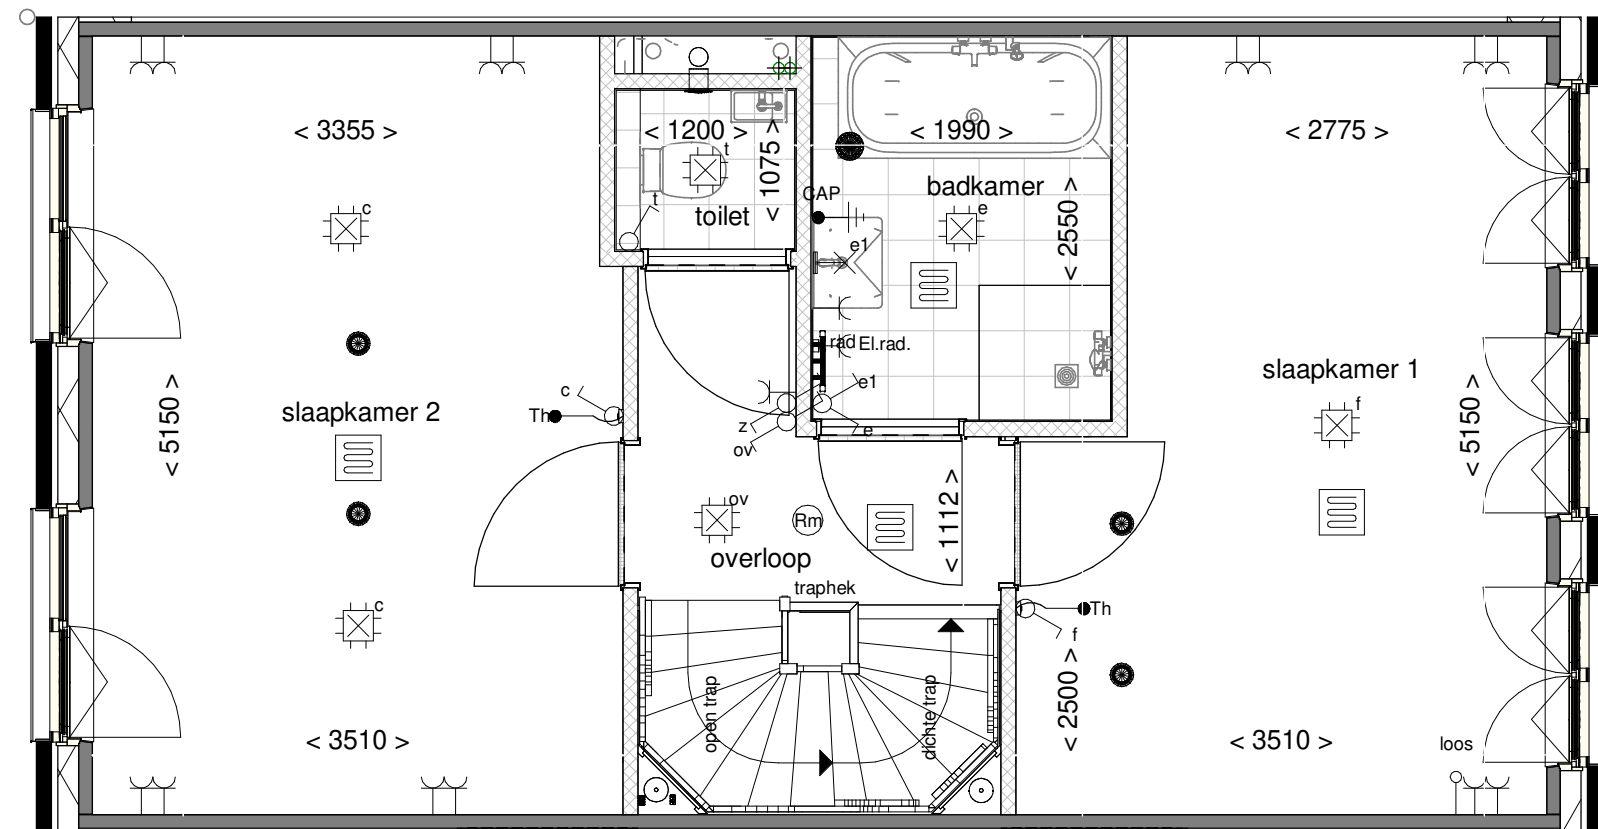 < 3355 >
< 1200 >
< 1075 >
< 1990 >
< 2775 >
t
t
toilet
CAP
badkamer
e
e1
< 2550 >
c
rad
El.rad.
e1
e
z
ov
c
Th
slaapkamer 2
< 5150 >
slaapkamer 1
f
< 5150 >
ov
Rm
overloop
< 1112 >
traphek
c
open trap
dichte trap
Th
f
< 2500 >
< 3510 >
< 3510 >
loos